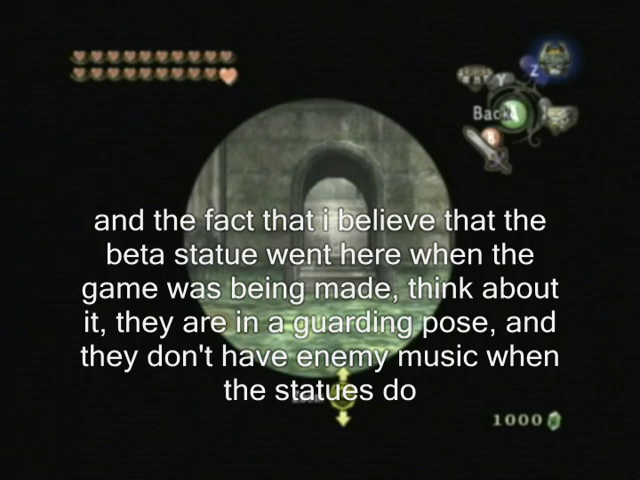 Z
Y
Back A
B
and the fact that i believe that the
beta statue went here when the
game was being made, think about
it, they are in a guarding pose, and
they don't have enemy music when
the statues do
1000